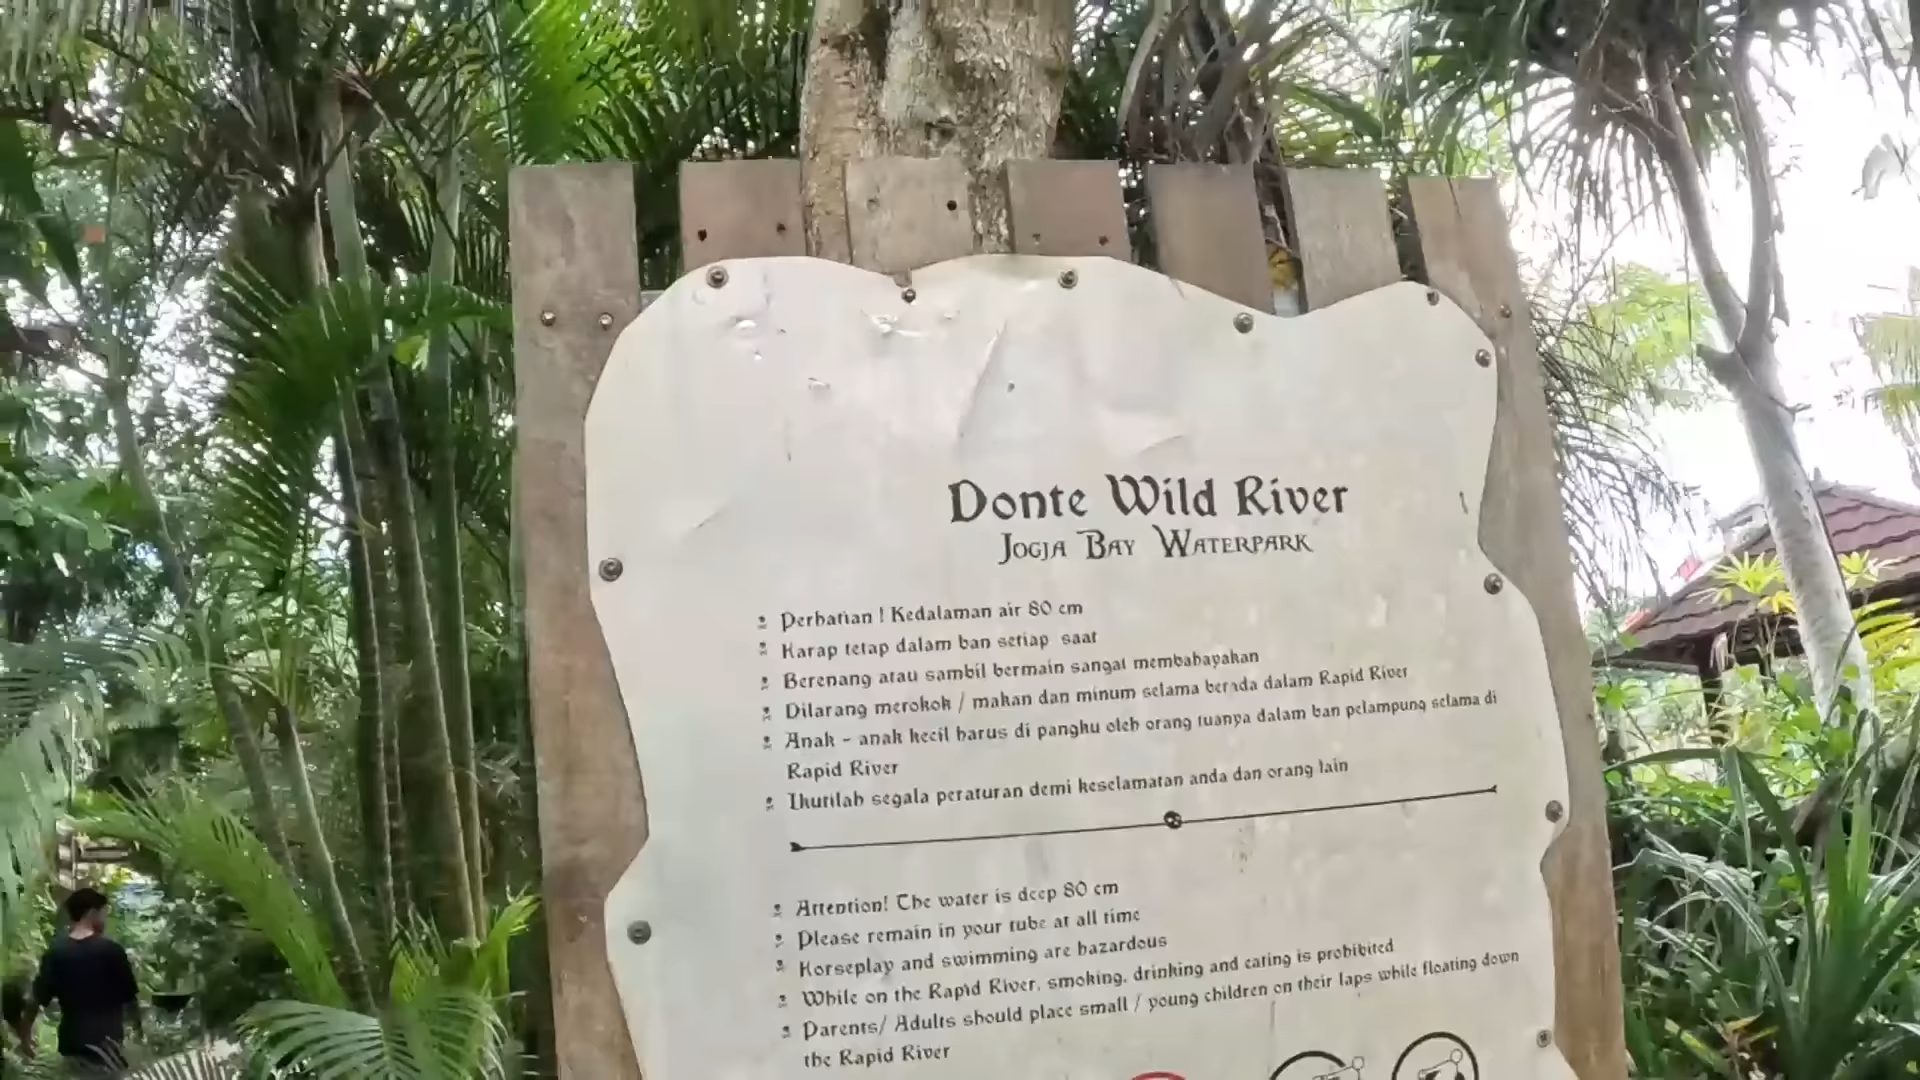 Donte Wild River
Jogja Bay Waterpark
Perhatian ! Kedalaman air 80 cm
Harap tetap dalam ban setiap saat
Berenang atau sambil bermain sangat membahayakan
Dilarang merokok / makan dan minum selama berada dalam Rapid River
Anak - anak kecil harus di pangku oleh orang tuanya dalam ban pelampung selama di
Rapid River
Ikutilah segala peraturan demi keselamatan anda dan orang lain
Attention! The water is deep 80 cm
Please remain in your tube at all time
Horseplay and swimming are hazardous
While on the Rapid River, smoking, drinking and eating is prohibited
Parents/ Adults should place small / young children on their laps while floating down
the Rapid River